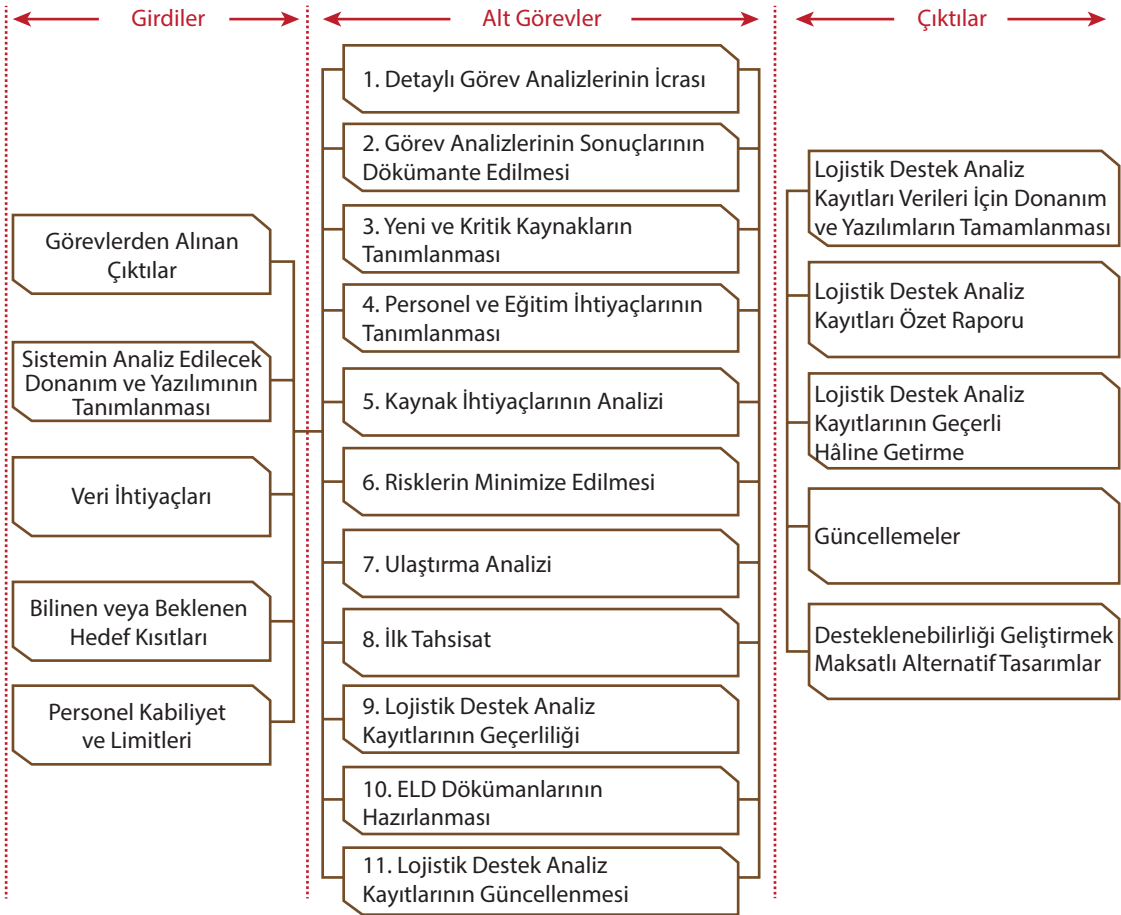 Girdiler
Alt Görevler
Çıktılar
Görevlerden Alınan
Çıktılar
Sistemin Analiz Edilecek
Donanım ve Yazılımının
Tanımlanması
Veri İhtiyaçları
Bilinen veya Beklenen
Hedef Kısıtları
Personel Kabiliyet
ve Limitleri
1. Detaylı Görev Analizlerinin İcrası
2. Görev Analizlerinin Sonuçlarının
Dökümante Edilmesi
3. Yeni ve Kritik Kaynakların
Tanımlanması
4. Personel ve Eğitim İhtiyaçlarının
Tanımlanması
5. Kaynak İhtiyaçlarının Analizi
6. Risklerin Minimize Edilmesi
7. Ulaştırma Analizi
8. İlk Tahsisat
9. Lojistik Destek Analiz
Kayıtlarının Geçerliliği
10. ELD Dökümanlarının
Hazırlanması
11. Lojistik Destek Analiz
Kayıtlarının Güncellenmesi
Lojistik Destek Analiz
Kayıtları Verileri İçin Donanım
ve Yazılımların Tamamlanması
Lojistik Destek Analiz
Kayıtları Özet Raporu
Lojistik Destek Analiz
Kayıtlarının Geçerli
Hâline Getirme
Güncellemeler
Desteklenebilirliği Geliştirmek
Maksatlı Alternatif Tasarımlar